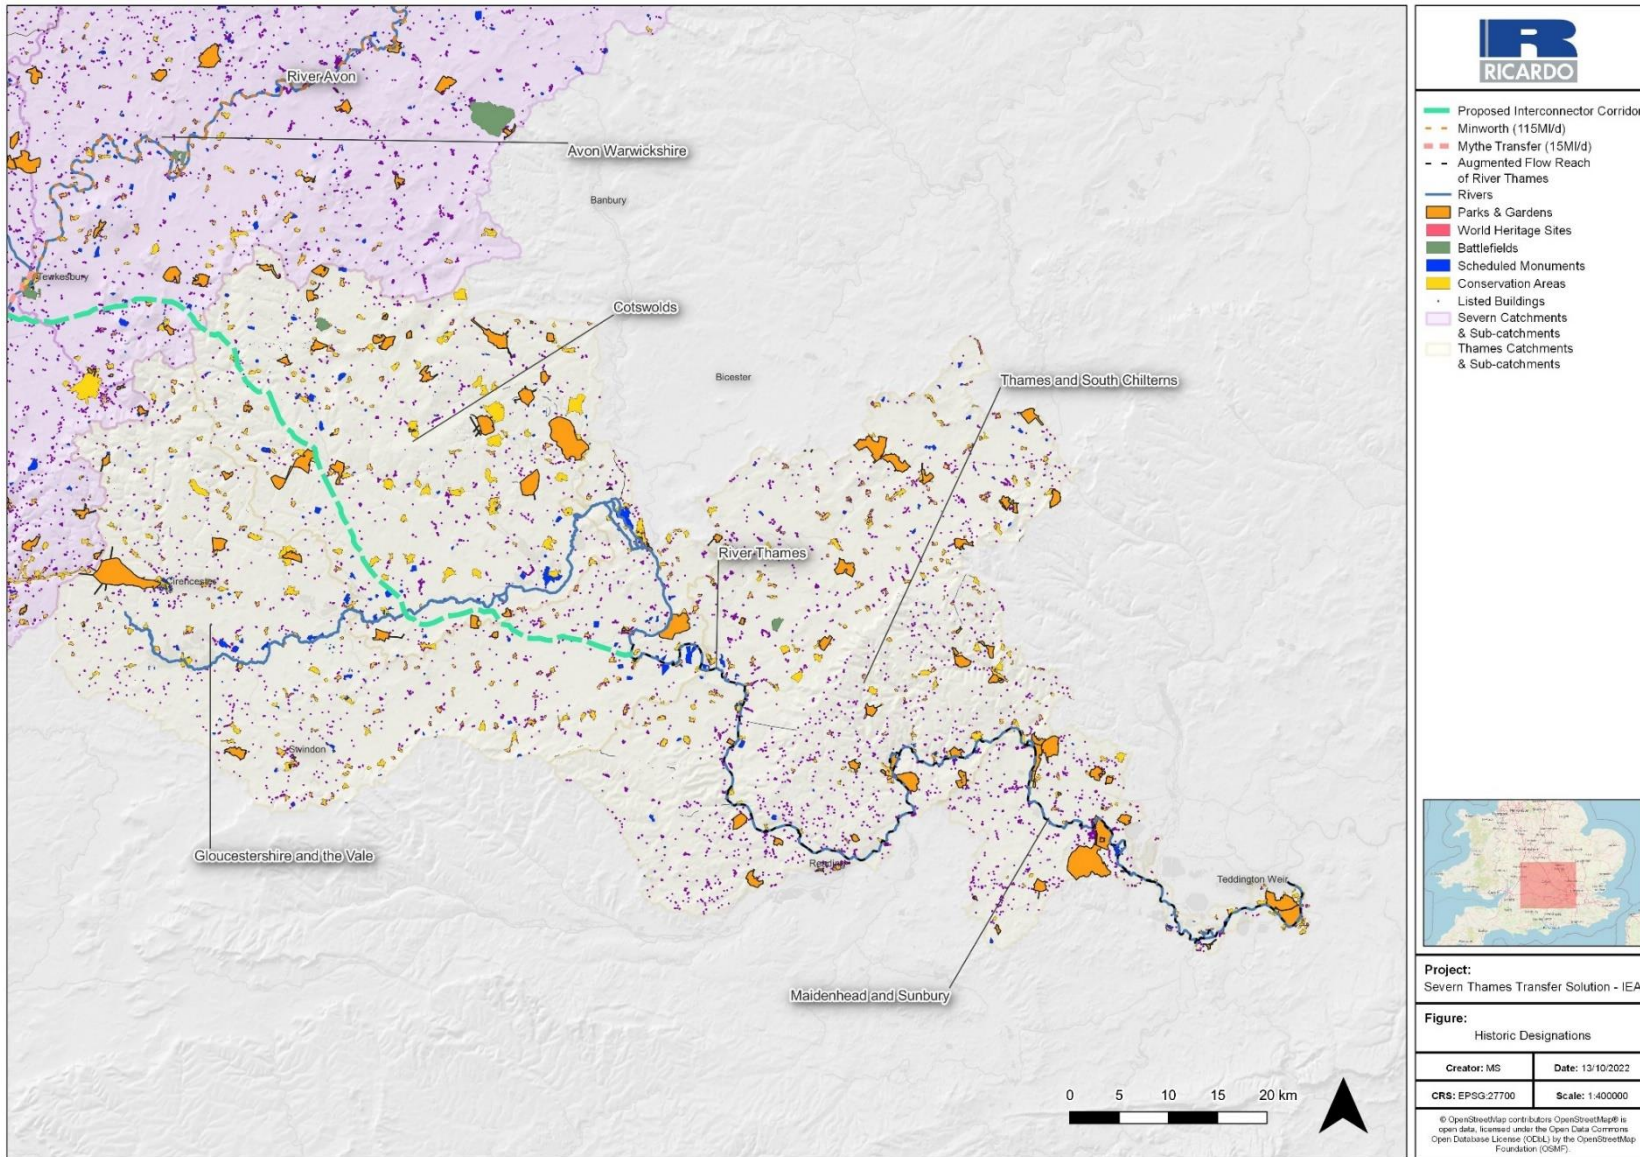 River Avon
Avon Warwickshire
Banbury
Tewkesbury
Cotswolds
Bicester
Thames and South Chilterns
River Thames
Cirencester
Swindon
Gloucestershire and the Vale
Reading
Teddington Weir
Maidenhead and Sunbury
0 5 10 15 20 km
R
RICARDO
Proposed Interconnector Corridor
Minworth (115Ml/d)
Mythe Transfer (15Ml/d)
Augmented Flow Reach
of River Thames
Rivers
Parks & Gardens
World Heritage Sites
Battlefields
Scheduled Monuments
Conservation Areas
Listed Buildings
Severn Catchments
& Sub-catchments
Thames Catchments
& Sub-catchments
Project:
Severn Thames Transfer Solution - IEA
Figure:
Historic Designations
Creator: MS
Date: 13/10/2022
CRS: EPSG:27700
Scale: 1:400000
© OpenStreetMap contributors OpenStreetMap® is
open data, licensed under the Open Data Commons
Open Database License (ODbL) by the OpenStreetMap
Foundation (OSMF).